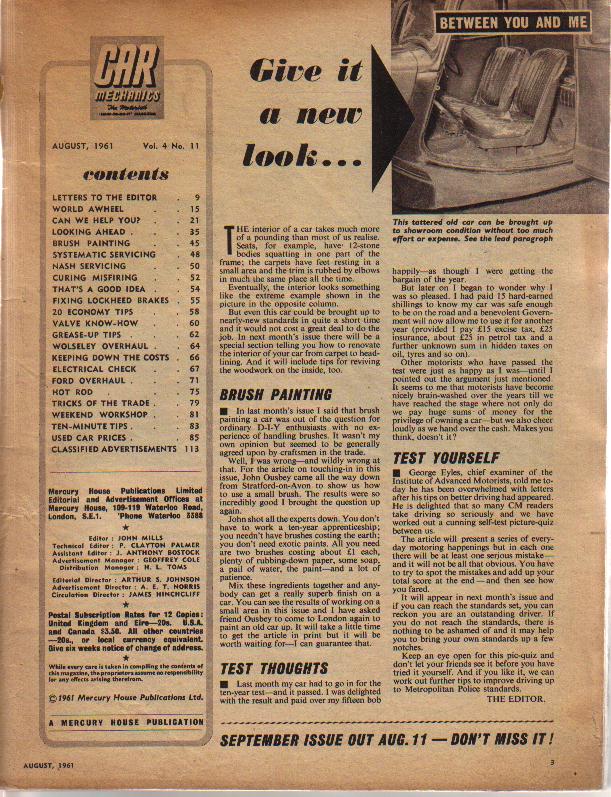 CAR
MECHANICS
AUGUST, 1961 Vol. 4 No. 11
contents
LETTERS TO THE EDITOR . 9
WORLD AWHEEL . . 15
CAN WE HELP YOU? . . 21
LOOKING AHEAD . . . 35
BRUSH PAINTING . . 45
SYSTEMATIC SERVICING . 48
NASH SERVICING . . 50
CURING MISFIRING . . 52
THAT'S A GOOD IDEA . . 54
FIXING LOCKHEED BRAKES . 55
20 ECONOMY TIPS . . 58
VALVE KNOW-HOW . . 60
GREASE-UP TIPS . . 62
WOLSELEY OVERHAUL . . 64
KEEPING DOWN THE COSTS . 66
ELECTRICAL CHECK . . 67
FORD OVERHAUL . . . 71
HOT ROD . . . 75
TRICKS OF THE TRADE . . 79
WEEKEND WORKSHOP . . 81
TEN-MINUTE TIPS . . . 83
USED CAR PRICES . . . 85
CLASSIFIED ADVERTISEMENTS 113
Mercury House Publications Limited
Editorial and Advertisement Offices at
Mercury House, 109-119 Waterloo Road,
London, S.E.1. 'Phone Waterloo 3388
Editor : JOHN MILLS
Technical Editor : P. CLAYTON PALMER
Assistant Editor : J. ANTHONY BOSTOCK
Advertisement Manager : GEOFFREY COLE
Distribution Manager : H. L. TOMS
Editorial Director : ARTHUR S. JOHNSON
Advertisement Director : A. E. T. NORRIS
Circulation Director : JAMES HINCHCLIFF
Postal Subscription Rates for 12 Copies:
United Kingdom and Eire—20s. U.S.A.
and Canada $3.50. All other countries
—20s., or local currency equivalent.
Give six weeks notice of change of address.
While every care is taken in compiling the contents of
this magazine, the proprietors assume no responsibility
for any effects arising therefrom.
© 1961 Mercury House Publications Ltd.
A MERCURY HOUSE PUBLICATION
Give it
a new
look...
BETWEEN YOU AND ME
This tattered old car can be brought up
to showroom condition without too much
effort or expense. See the lead paragraph
THE interior of a car takes much more
of a pounding than most of us realise.
Seats, for example, have 12-stone
bodies squatting in one part of the
frame; the carpets have feet resting in a
small area and the trim is rubbed by elbows
in much the same place all the time.
Eventually, the interior looks something
like the extreme example shown in the
picture in the opposite column.
But even this car could be brought up to
nearly-new standards in quite a short time
and it would not cost a great deal to do the
job. In next month's issue there will be a
special section telling you how to renovate
the interior of your car from carpet to head-
lining. And it will include tips for reviving
the woodwork on the inside, too.
BRUSH PAINTING
■ In last month's issue I said that brush
painting a car was out of the question for
ordinary D-I-Y enthusiasts with no ex-
perience of handling brushes. It wasn't my
own opinion but seemed to be generally
agreed upon by craftsmen in the trade.
Well, I was wrong—and wildly wrong at
that. For the article on touching-in in this
issue, John Ousbey came all the way down
from Stratford-on-Avon to show us how
to use a small brush. The results were so
incredibly good I brought the question up
again.
John shot all the experts down. You don't
have to work a ten-year apprenticeship;
you needn't have brushes costing the earth;
you don't need exotic paints. All you need
are two brushes costing about £1 each,
plenty of rubbing-down paper, some soap,
a pail of water, the paint—and a lot of
patience.
Mix these ingredients together and any-
body can get a really superb finish on a
car. You can see the results of working on a
small area in this issue and I have asked
friend Ousbey to come to London again to
paint an old car up. It will take a little time
to get the article in print but it will be
worth waiting for—I can guarantee that.
TEST THOUGHTS
■ Last month my car had to go in for the
ten-year test—and it passed. I was delighted
with the result and paid over my fifteen bob
happily—as though I were getting the
bargain of the year.
But later on I began to wonder why I
was so pleased. I had paid 15 hard-earned
shillings to know my car was safe enough
to be on the road and a benevolent Govern-
ment will now allow me to use it for another
year (provided I pay £15 excise tax, £25
insurance, about £25 in petrol tax and a
further unknown sum in hidden taxes on
oil, tyres and so on).
Other motorists who have passed the
test were just as happy as I was—until I
pointed out the argument just mentioned.
It seems to me that motorists have become
nicely brain-washed over the years till we
have reached the stage where not only do
we pay huge sums of money for the
privilege of owning a car—but we also cheer
loudly as we hand over the cash. Makes you
think, doesn't it?
TEST YOURSELF
■ George Eyles, chief examiner of the
Institute of Advanced Motorists, told me to-
day he has been overwhelmed with letters
after his tips on better driving had appeared.
He is delighted that so many CM readers
take driving so seriously and we have
worked out a cunning self-test picture-quiz
between us.
The article will present a series of every-
day motoring happenings but in each one
there will be at least one serious mistake—
and it will not be all that obvious. You have
to try to spot the mistakes and add up your
total score at the end—and then see how
you fared.
It will appear in next month's issue and
if you can reach the standards set, you can
reckon you are an outstanding driver. If
you do not reach the standards, there is
nothing to be ashamed of and it may help
you to bring your own standards up a few
notches.
Keep an eye open for this pic-quiz and
don't let your friends see it before you have
tried it yourself. And if you like it, we can
work out further tips to improve driving up
to Metropolitan Police standards.
THE EDITOR.
SEPTEMBER ISSUE OUT AUG. 11 — DON'T MISS IT!
AUGUST, 1961 3